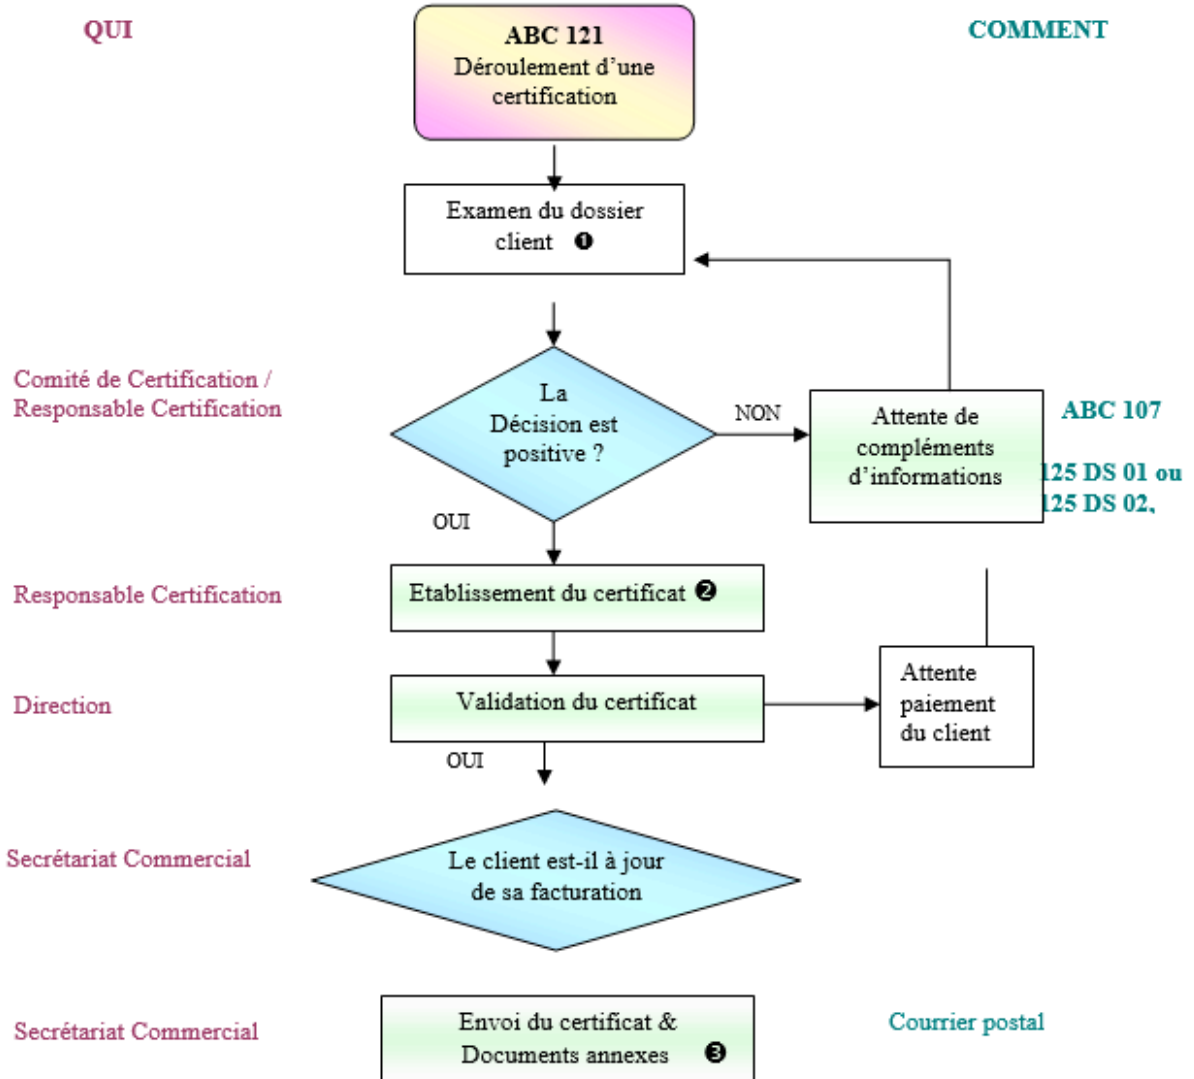 QUI
COMMENT
ABC 121
Déroulement d’une
certification
Examen du dossier
client ❶
Comité de Certification /
Responsable Certification
La
Décision est
positive ?
NON
Attente de
compléments
d’informations
ABC 107
125 DS 01 ou
125 DS 02,
OUI
Responsable Certification
Etablissement du certificat ❷
Direction
Validation du certificat
Attente
paiement
du client
OUI
Secrétariat Commercial
Le client est-il à jour
de sa facturation
Secrétariat Commercial
Envoi du certificat &
Documents annexes ❸
Courrier postal